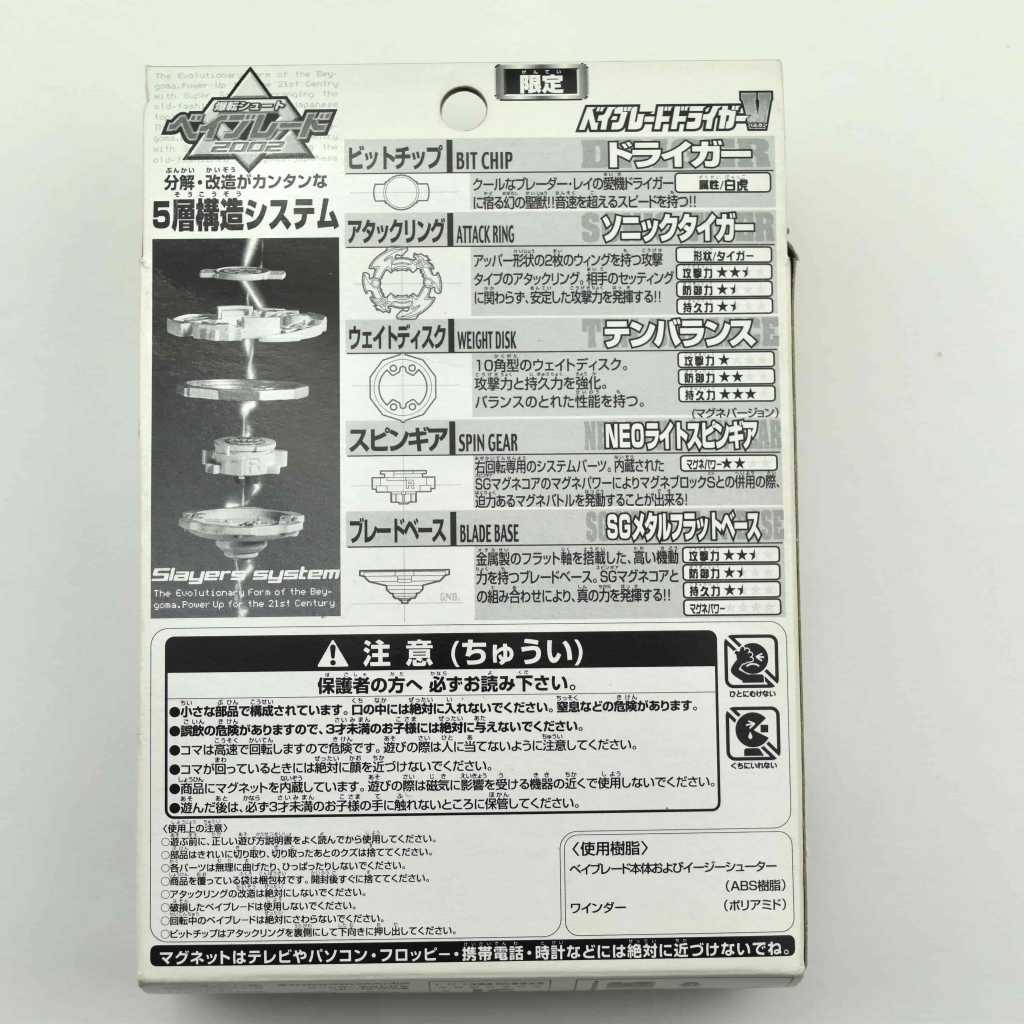 限定
The Evolutionary Form of the Bey-
goma.Power Up for the 21st Centry
爆転シュート
ベイブレード
2002
分解・改造がカンタンな
5層構造システム
Slayers system
The Evolutionary Form of the Bey-
goma.Power Up for the 21st Century
ベイブレードドライガーV
ビットチップ BIT CHIP ドライガー
クールなブレーダー・レイの愛機ドライガー
に宿る幻の聖獣!!音速を超えるスピードを持つ!!
属性/白虎
アタックリング ATTACK RING ソニックタイガー
アッパー形状の2枚のウィングを持つ攻撃
タイプのアタックリング。相手のセッティング
に関わらず、安定した攻撃力を発揮する!!
形状/タイガー
攻撃力 ★★
防御力 ★
持久力 ★
ウェイトディスク WEIGHT DISK テンバランス
10角型のウェイトディスク。
攻撃力と持久力を強化。
バランスのとれた性能を持つ。
攻撃力 ★
防御力 ★★
持久力 ★★★
(マグネバージョン)
スピンギア SPIN GEAR NEOライトスピンギア
右回転専用のシステムパーツ。内蔵された
SGマグネコアのマグネパワーによりマグネブロックSとの併用の際、
迫力あるマグネバトルを発動することが出来る!
マグネパワー ★★
ブレードベース BLADE BASE SGメタルフラットベース
金属製のフラット軸を搭載した、高い機動
力を持つブレードベース。SGマグネコアと
の組み合わせにより、真の力を発揮する!!
攻撃力 ★★
防御力 ★
持久力 ★
マグネパワー
注意(ちゅうい)
保護者の方へ 必ずお読み下さい。
●小さな部品で構成されています。口の中には絶対に入れないでください。窒息などの危険があります。
●誤飲の危険がありますので、3才未満のお子様には絶対に与えないでください。
●コマは高速で回転しますので危険です。遊びの際は人に当てないように注意してください。
●コマが回っているときには絶対に顔を近づけないでください。
●商品にマグネットを内蔵しています。遊びの際は磁気に影響を受ける機器の近くで使用しないでください。
●遊んだ後は、必ず3才未満のお子様の手に触れないところに保管してください。
ひとにむけない
くちにいれない
〈使用上の注意〉
○遊ぶ前に、正しい遊び方説明書をよく読んでから使用してください。
○部品はきれいに切り取り、切り取ったあとのクズは捨ててください。
○各パーツは無理に曲げたり、ひっぱったりしないでください。
○商品を覆っている袋は梱包材です。開封後すぐに捨ててください。
○アタックリングの改造は絶対にしないでください。
○破損したベイブレードは使用しないでください。
○回転中のベイブレードは絶対にさわらないでください。
○ビットチップはアタックリングを裏側にして下向きに押し出してください。
〈使用樹脂〉
ベイブレード本体およびイージーシューター
(ABS樹脂)
ワインダー (ポリアミド)
マグネットはテレビやパソコン・フロッピー・携帯電話・時計などには絶対に近づけないでね。